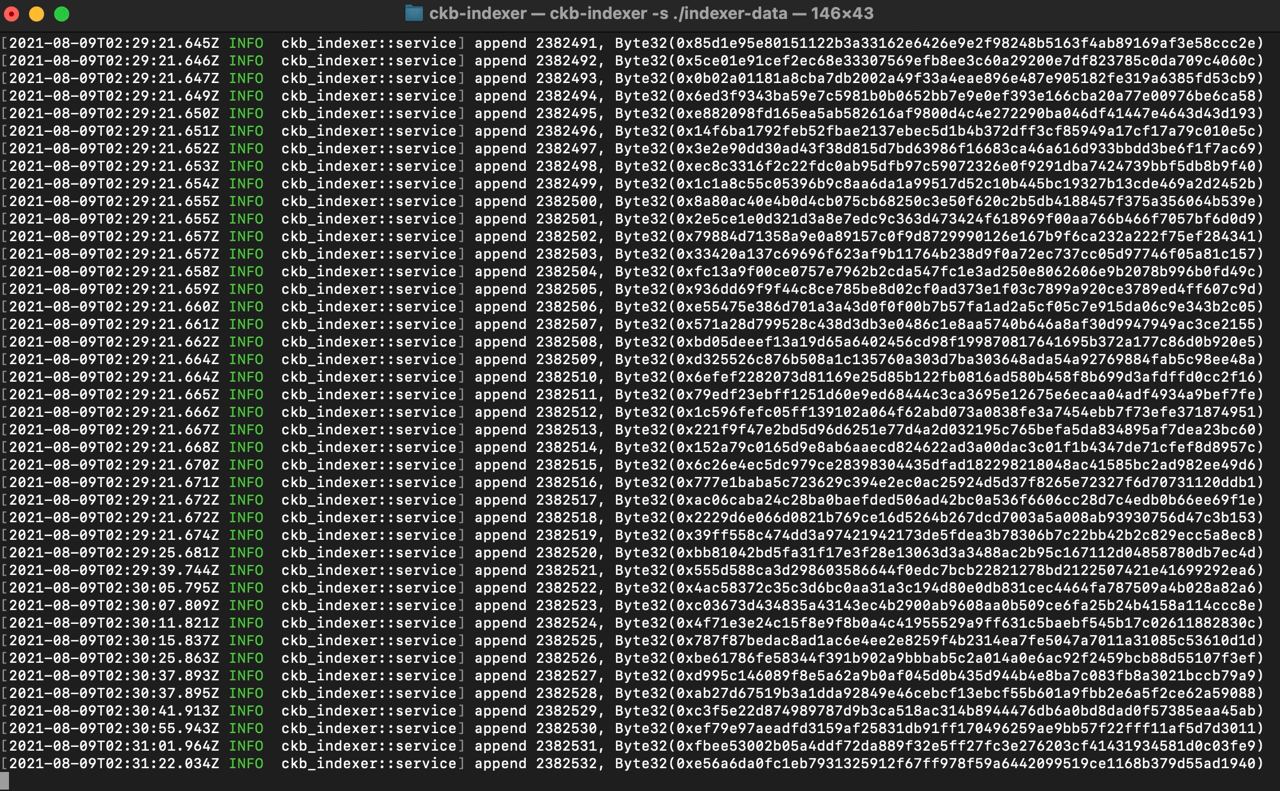 ckb-indexer — ckb-indexer -s ./indexer-data — 146×43
[2021-08-09T02:29:21.645Z INFO  ckb_indexer::service] append 2382491, Byte32(0x85d1e95e80151122b3a33162e6426e9e2f98248b5163f4ab89169af3e58ccc2e)
[2021-08-09T02:29:21.646Z INFO  ckb_indexer::service] append 2382492, Byte32(0x5ce01e91cef2ec68e33307569efb8ee3c60a29200e7df823785c0da709c4060c)
[2021-08-09T02:29:21.647Z INFO  ckb_indexer::service] append 2382493, Byte32(0x0b02a01181a8cba7db2002a49f33a4eae896e487e905182fe319a6385fd53cb9)
[2021-08-09T02:29:21.649Z INFO  ckb_indexer::service] append 2382494, Byte32(0x6ed3f9343ba59e7c5981b0b0652bb7e9e0ef393e166cba20a77e00976be6ca58)
[2021-08-09T02:29:21.650Z INFO  ckb_indexer::service] append 2382495, Byte32(0xe882098fd165ea5ab582616af9800d4c4e272290ba046df41447e4643d43d193)
[2021-08-09T02:29:21.651Z INFO  ckb_indexer::service] append 2382496, Byte32(0x14f6ba1792feb52fbae2137ebec5d1b4b372dff3cf85949a17cf17a79c010e5c)
[2021-08-09T02:29:21.652Z INFO  ckb_indexer::service] append 2382497, Byte32(0x3e2e90dd30ad43f38d815d7bd63986f16683ca46a616d933bbdd3be6f1f7ac69)
[2021-08-09T02:29:21.653Z INFO  ckb_indexer::service] append 2382498, Byte32(0xec8c3316f2c22fdc0ab95dfb97c59072326e0f9291dba7424739bbf5db8b9f40)
[2021-08-09T02:29:21.654Z INFO  ckb_indexer::service] append 2382499, Byte32(0x1c1a8c55c05396b9c8aa6da1a99517d52c10b445bc19327b13cde469a2d2452b)
[2021-08-09T02:29:21.655Z INFO  ckb_indexer::service] append 2382500, Byte32(0x8a80ac40e4b0d4cb075cb68250c3e50f620c2b5db4188457f375a356064b539e)
[2021-08-09T02:29:21.655Z INFO  ckb_indexer::service] append 2382501, Byte32(0x2e5ce1e0d321d3a8e7edc9c363d473424f618969f00aa766b466f7057bf6d0d9)
[2021-08-09T02:29:21.657Z INFO  ckb_indexer::service] append 2382502, Byte32(0x79884d71358a9e0a89157c0f9d8729990126e167b9f6ca232a222f75ef284341)
[2021-08-09T02:29:21.657Z INFO  ckb_indexer::service] append 2382503, Byte32(0x33420a137c69696f623af9b11764b238d9f0a72ec737cc05d97746f05a81c157)
[2021-08-09T02:29:21.658Z INFO  ckb_indexer::service] append 2382504, Byte32(0xfc13a9f00ce0757e7962b2cda547fc1e3ad250e8062606e9b2078b996b0fd49c)
[2021-08-09T02:29:21.659Z INFO  ckb_indexer::service] append 2382505, Byte32(0x936dd69f9f44c8ce785be8d02cf0ad373e1f03c7899a920ce3789ed4ff607c9d)
[2021-08-09T02:29:21.660Z INFO  ckb_indexer::service] append 2382506, Byte32(0xe55475e386d701a3a43d0f0f00b7b57fa1ad2a5cf05c7e915da06c9e343b2c05)
[2021-08-09T02:29:21.661Z INFO  ckb_indexer::service] append 2382507, Byte32(0x571a28d799528c438d3db3e0486c1e8aa5740b646a8af30d9947949ac3ce2155)
[2021-08-09T02:29:21.662Z INFO  ckb_indexer::service] append 2382508, Byte32(0xbd05deeef13a19d65a6402456cd98f199870817641695b372a177c86d0b920e5)
[2021-08-09T02:29:21.664Z INFO  ckb_indexer::service] append 2382509, Byte32(0xd325526c876b508a1c135760a303d7ba303648ada54a92769884fab5c98ee48a)
[2021-08-09T02:29:21.664Z INFO  ckb_indexer::service] append 2382510, Byte32(0x6efef2282073d81169e25d85b122fb0816ad580b458f8b699d3afdffd0cc2f16)
[2021-08-09T02:29:21.665Z INFO  ckb_indexer::service] append 2382511, Byte32(0x79edf23ebff1251d60e9ed68444c3ca3695e12675e6ecaa04adf4934a9bef7fe)
[2021-08-09T02:29:21.666Z INFO  ckb_indexer::service] append 2382512, Byte32(0x1c596fefc05ff139102a064f62abd073a0838fe3a7454ebb7f73efe371874951)
[2021-08-09T02:29:21.667Z INFO  ckb_indexer::service] append 2382513, Byte32(0x221f9f47e2bd5d96d6251e77d4a2d032195c765befa5da834895af7dea23bc60)
[2021-08-09T02:29:21.668Z INFO  ckb_indexer::service] append 2382514, Byte32(0x152a79c0165d9e8ab6aaecd824622ad3a00dac3c01f1b4347de71cfef8d8957c)
[2021-08-09T02:29:21.670Z INFO  ckb_indexer::service] append 2382515, Byte32(0x6c26e4ec5dc979ce28398304435dfad182298218048ac41585bc2ad982ee49d6)
[2021-08-09T02:29:21.671Z INFO  ckb_indexer::service] append 2382516, Byte32(0x777e1baba5c723629c394e2ec0ac25924d5d37f8265e72327f6d70731120ddb1)
[2021-08-09T02:29:21.672Z INFO  ckb_indexer::service] append 2382517, Byte32(0xac06caba24c28ba0baefded506ad42bc0a536f6606cc28d7c4edb0b66ee69f1e)
[2021-08-09T02:29:21.672Z INFO  ckb_indexer::service] append 2382518, Byte32(0x2229d6e066d0821b769ce16d5264b267dcd7003a5a008ab93930756d47c3b153)
[2021-08-09T02:29:21.674Z INFO  ckb_indexer::service] append 2382519, Byte32(0x39ff558c474dd3a97421942173de5fdea3b78306b7c22bb42b2c829ecc5a8ec8)
[2021-08-09T02:29:25.681Z INFO  ckb_indexer::service] append 2382520, Byte32(0xbb81042bd5fa31f17e3f28e13063d3a3488ac2b95c167112d04858780db7ec4d)
[2021-08-09T02:29:39.744Z INFO  ckb_indexer::service] append 2382521, Byte32(0x555d588ca3d298603586644f0edc7bcb22821278bd2122507421e41699292ea6)
[2021-08-09T02:30:05.795Z INFO  ckb_indexer::service] append 2382522, Byte32(0x4ac58372c35c3d6bc0aa31a3c194d80e0db831cec4464fa787509a4b028a82a6)
[2021-08-09T02:30:07.809Z INFO  ckb_indexer::service] append 2382523, Byte32(0xc03673d434835a43143ec4b2900ab9608aa0b509ce6fa25b24b4158a114ccc8e)
[2021-08-09T02:30:11.821Z INFO  ckb_indexer::service] append 2382524, Byte32(0x4f71e3e24c15f8e9f8b0a4c41955529a9ff631c5baebf545b17c02611882830c)
[2021-08-09T02:30:15.837Z INFO  ckb_indexer::service] append 2382525, Byte32(0x787f87bedac8ad1ac6e4ee2e8259f4b2314ea7fe5047a7011a31085c53610d1d)
[2021-08-09T02:30:25.863Z INFO  ckb_indexer::service] append 2382526, Byte32(0xbe61786fe58344f391b902a9bbbab5c2a014a0e6ac92f2459bcb88d55107f3ef)
[2021-08-09T02:30:37.893Z INFO  ckb_indexer::service] append 2382527, Byte32(0xd995c146089f8e5a62a9b0af045d0b435d944b4e8ba7c083fb8a3021bccb79a9)
[2021-08-09T02:30:37.895Z INFO  ckb_indexer::service] append 2382528, Byte32(0xab27d67519b3a1dda92849e46cebcf13ebcf55b601a9fbb2e6a5f2ce62a59088)
[2021-08-09T02:30:41.913Z INFO  ckb_indexer::service] append 2382529, Byte32(0xc3f5e22d874989787d9b3ca518ac314b8944476db6a0bd8dad0f57385eaa45ab)
[2021-08-09T02:30:55.943Z INFO  ckb_indexer::service] append 2382530, Byte32(0xef79e97aeadfd3159af25831db91ff170496259ae9bb57f22fff11af5d7d3011)
[2021-08-09T02:31:01.964Z INFO  ckb_indexer::service] append 2382531, Byte32(0xfbee53002b05a4ddf72da889f32e5ff27fc3e276203cf41431934581d0c03fe9)
[2021-08-09T02:31:22.034Z INFO  ckb_indexer::service] append 2382532, Byte32(0xe56a6da0fc1eb7931325912f67ff978f59a6442099519ce1168b379d55ad1940)